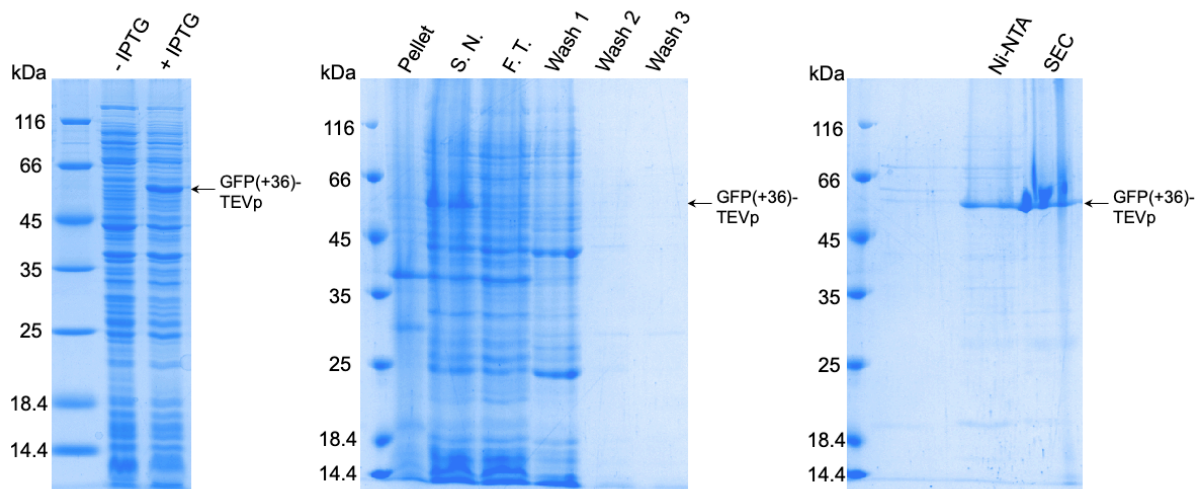 kDa
- IPTG
+ IPTG
116
66
45
35
25
18.4
14.4
GFP(+36)-
TEVp
kDa
Pellet
S. N.
F. T.
Wash 1
Wash 2
Wash 3
116
66
45
35
25
18.4
14.4
GFP(+36)-
TEVp
kDa
Ni-NTA
SEC
116
66
45
35
25
18.4
14.4
GFP(+36)-
TEVp